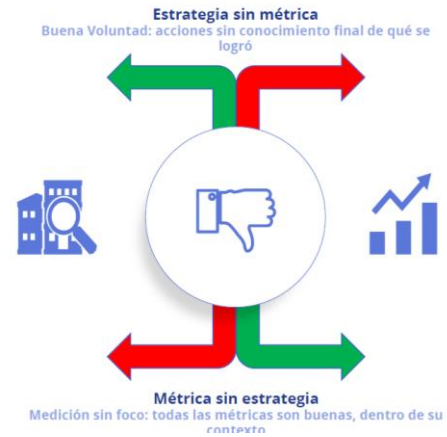 Estrategia sin métrica
Buena Voluntad: acciones sin conocimiento final de qué se
logró
Métrica sin estrategia
Medición sin foco: todas las métricas son buenas, dentro de su
contexto